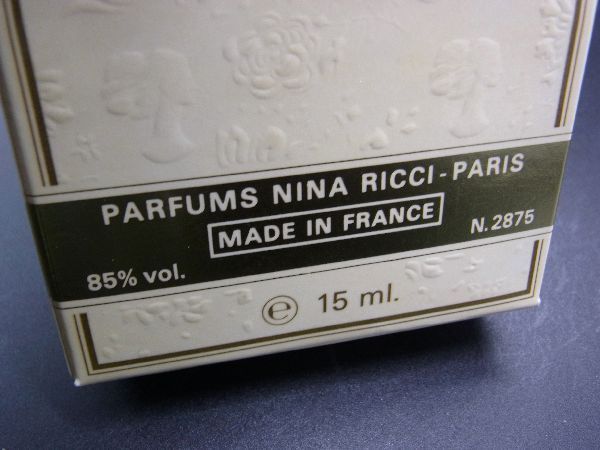 PARFUMS NINA RICCI - PARIS
MADE IN FRANCE
85% vol.
N. 2875
℮ 15 ml.